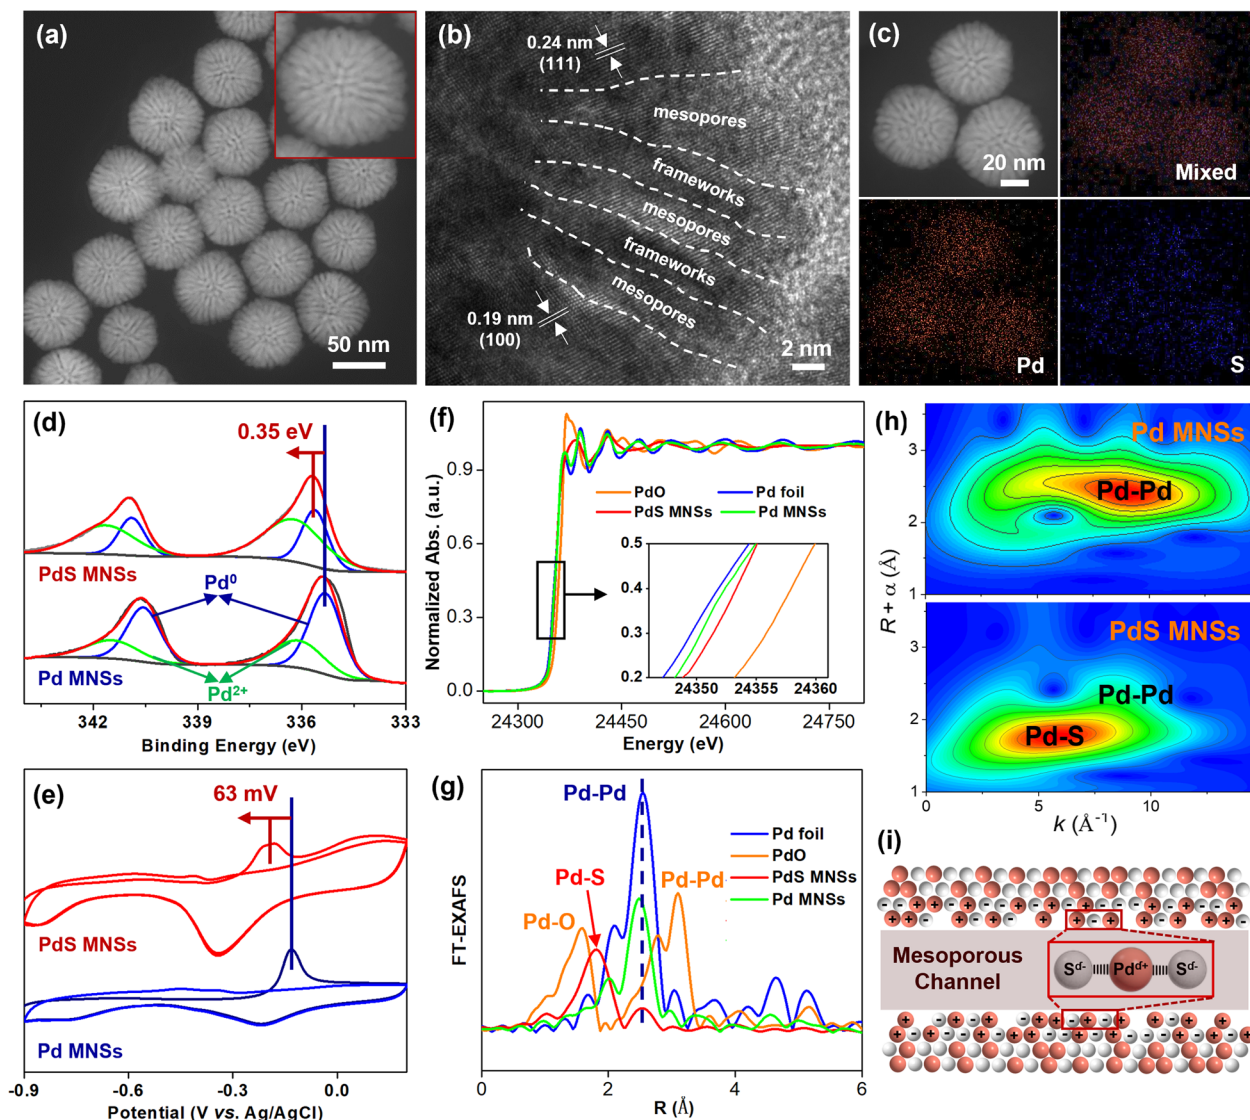 (a)
50 nm
(b)
0.24 nm
(111)
mesopores
frameworks
mesopores
frameworks
mesopores
0.19 nm
(100)
2 nm
(c)
20 nm
Mixed
Pd
S
(d)
0.35 eV
PdS MNSs
Pd⁰
Pd MNSs
Pd²⁺
342
339
336
333
Binding Energy (eV)
(e)
63 mV
PdS MNSs
Pd MNSs
-0.9
-0.6
-0.3
0.0
Potential (V vs. Ag/AgCl)
(f)
Normalized Abs. (a.u.)
0.9
0.6
0.3
0.0
PdO
Pd foil
PdS MNSs
Pd MNSs
0.5
0.4
0.3
0.2
24350
24355
24360
24300
24450
24600
24750
Energy (eV)
(g)
FT-EXAFS
Pd-Pd
Pd-S
Pd-O
Pd-Pd
Pd foil
PdO
PdS MNSs
Pd MNSs
0
2
4
6
R (Å)
(h)
Pd MNSs
Pd-Pd
3
2
1
R + α (Å)
PdS MNSs
Pd-Pd
Pd-S
3
2
1
0
5
10
k (Å⁻¹)
(i)
Mesoporous
Channel
Sᵈ⁻
Pdᵈ⁺
Sᵈ⁻